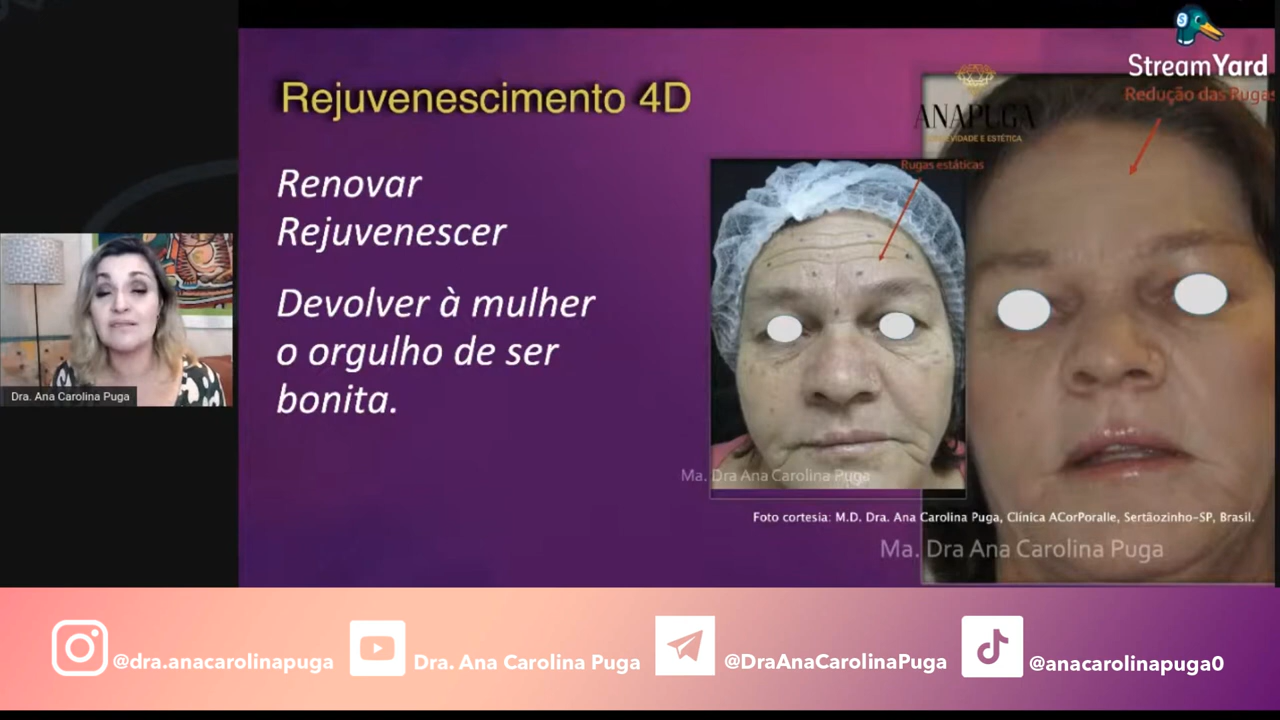 StreamYard
Rejuvenescimento 4D
Redução das Rugas
ANAPUGA
LONGEVIDADE E ESTÉTICA
Rugas estáticas
Renovar
Rejuvenescer
Devolver à mulher
o orgulho de ser
bonita.
Dra. Ana Carolina Puga
Ma. Dra Ana Carolina Puga
Foto cortesia: M.D. Dra. Ana Carolina Puga, Clínica ACorPoralle, Sertãozinho-SP, Brasil.
Ma. Dra Ana Carolina Puga
@dra.anacarolinapuga
Dra. Ana Carolina Puga
@DraAnaCarolinaPuga
@anacarolinapuga0